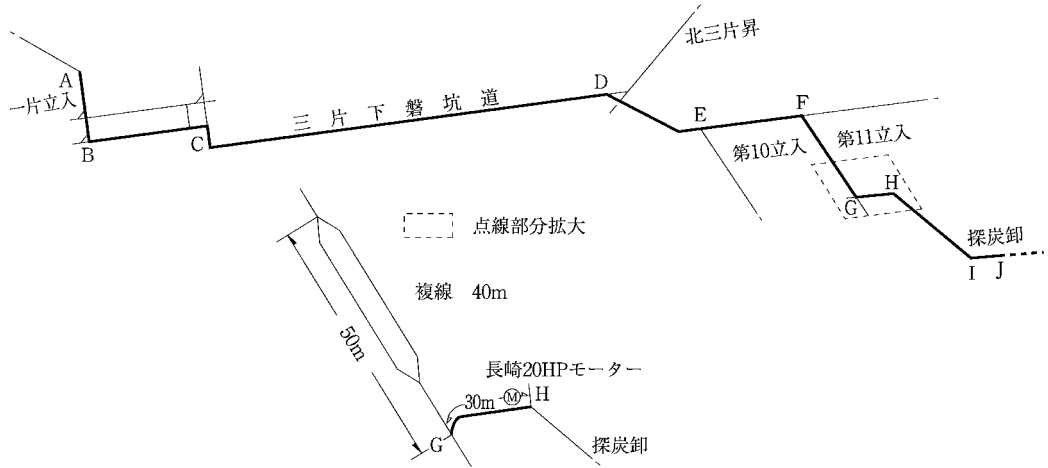 北三片昇
A
一片立入
B
C
三片下磐坑道
D
E
F
第10立入
第11立入
G
H
探炭卸
I
J
点線部分拡大
複線 40m
50m
長崎20HPモーター
30m
M
H
G
探炭卸